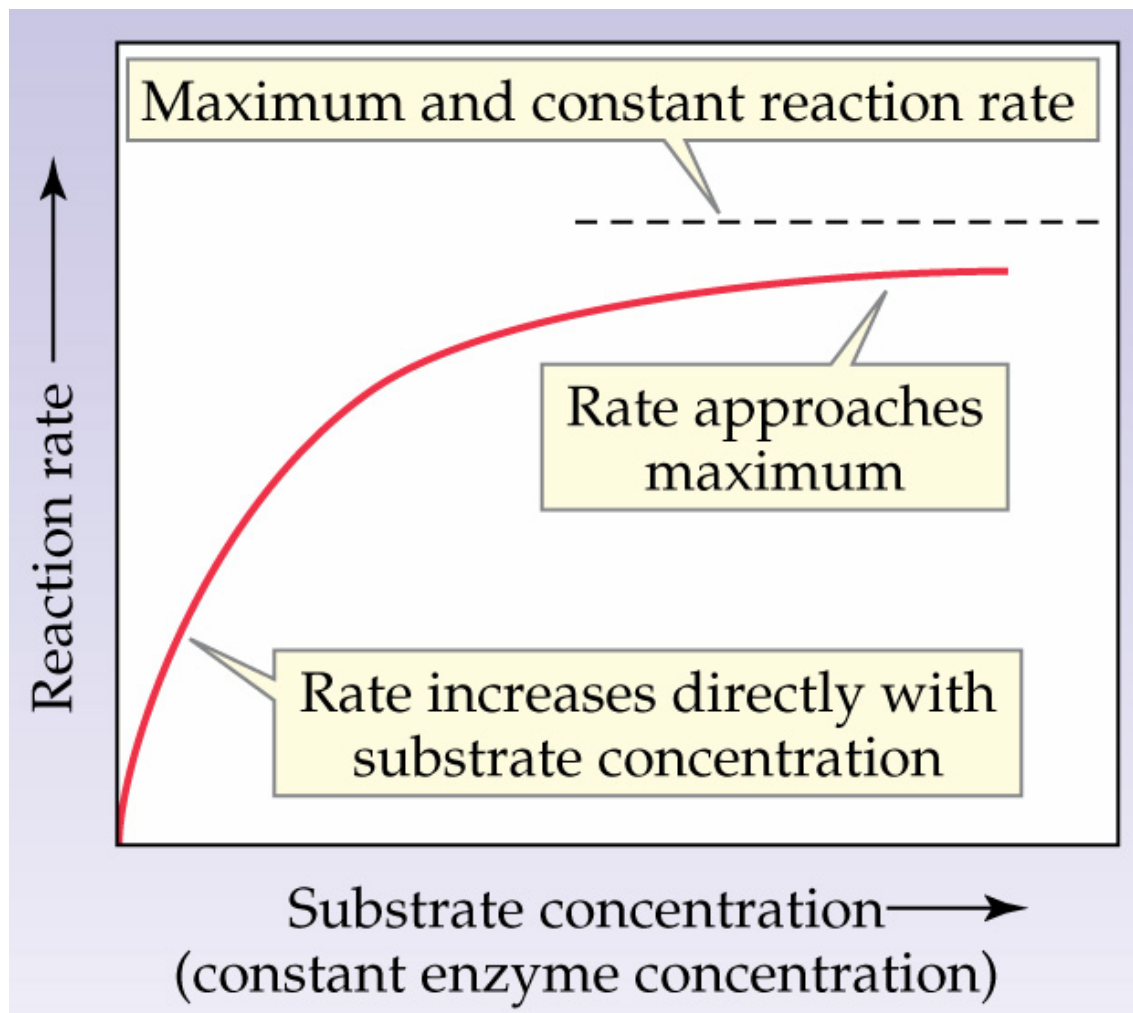 Maximum and constant reaction rate
Reaction rate
Rate approaches
maximum
Rate increases directly with
substrate concentration
Substrate concentration
(constant enzyme concentration)